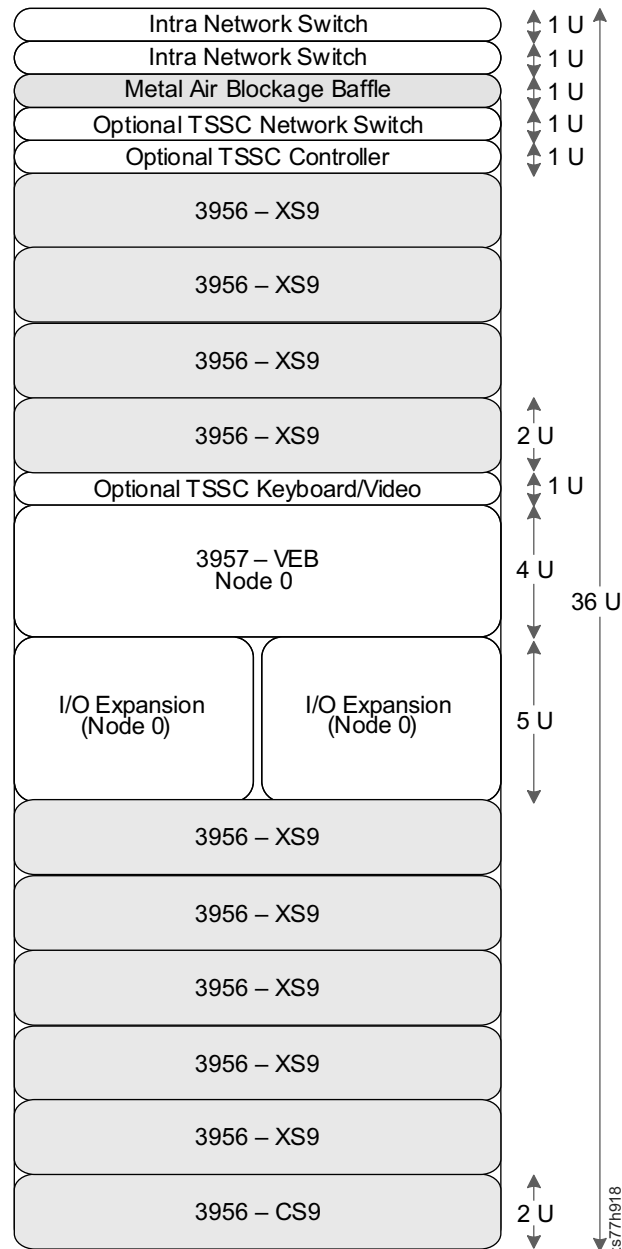 Intra Network Switch
1 U
Intra Network Switch
1 U
Metal Air Blockage Baffle
1 U
Optional TSSC Network Switch
1 U
Optional TSSC Controller
1 U
3956 – XS9
3956 – XS9
3956 – XS9
3956 – XS9
2 U
Optional TSSC Keyboard/Video
1 U
3957 – VEB
Node 0
4 U
36 U
I/O Expansion
(Node 0)
I/O Expansion
(Node 0)
5 U
3956 – XS9
3956 – XS9
3956 – XS9
3956 – XS9
3956 – XS9
3956 – CS9
2 U